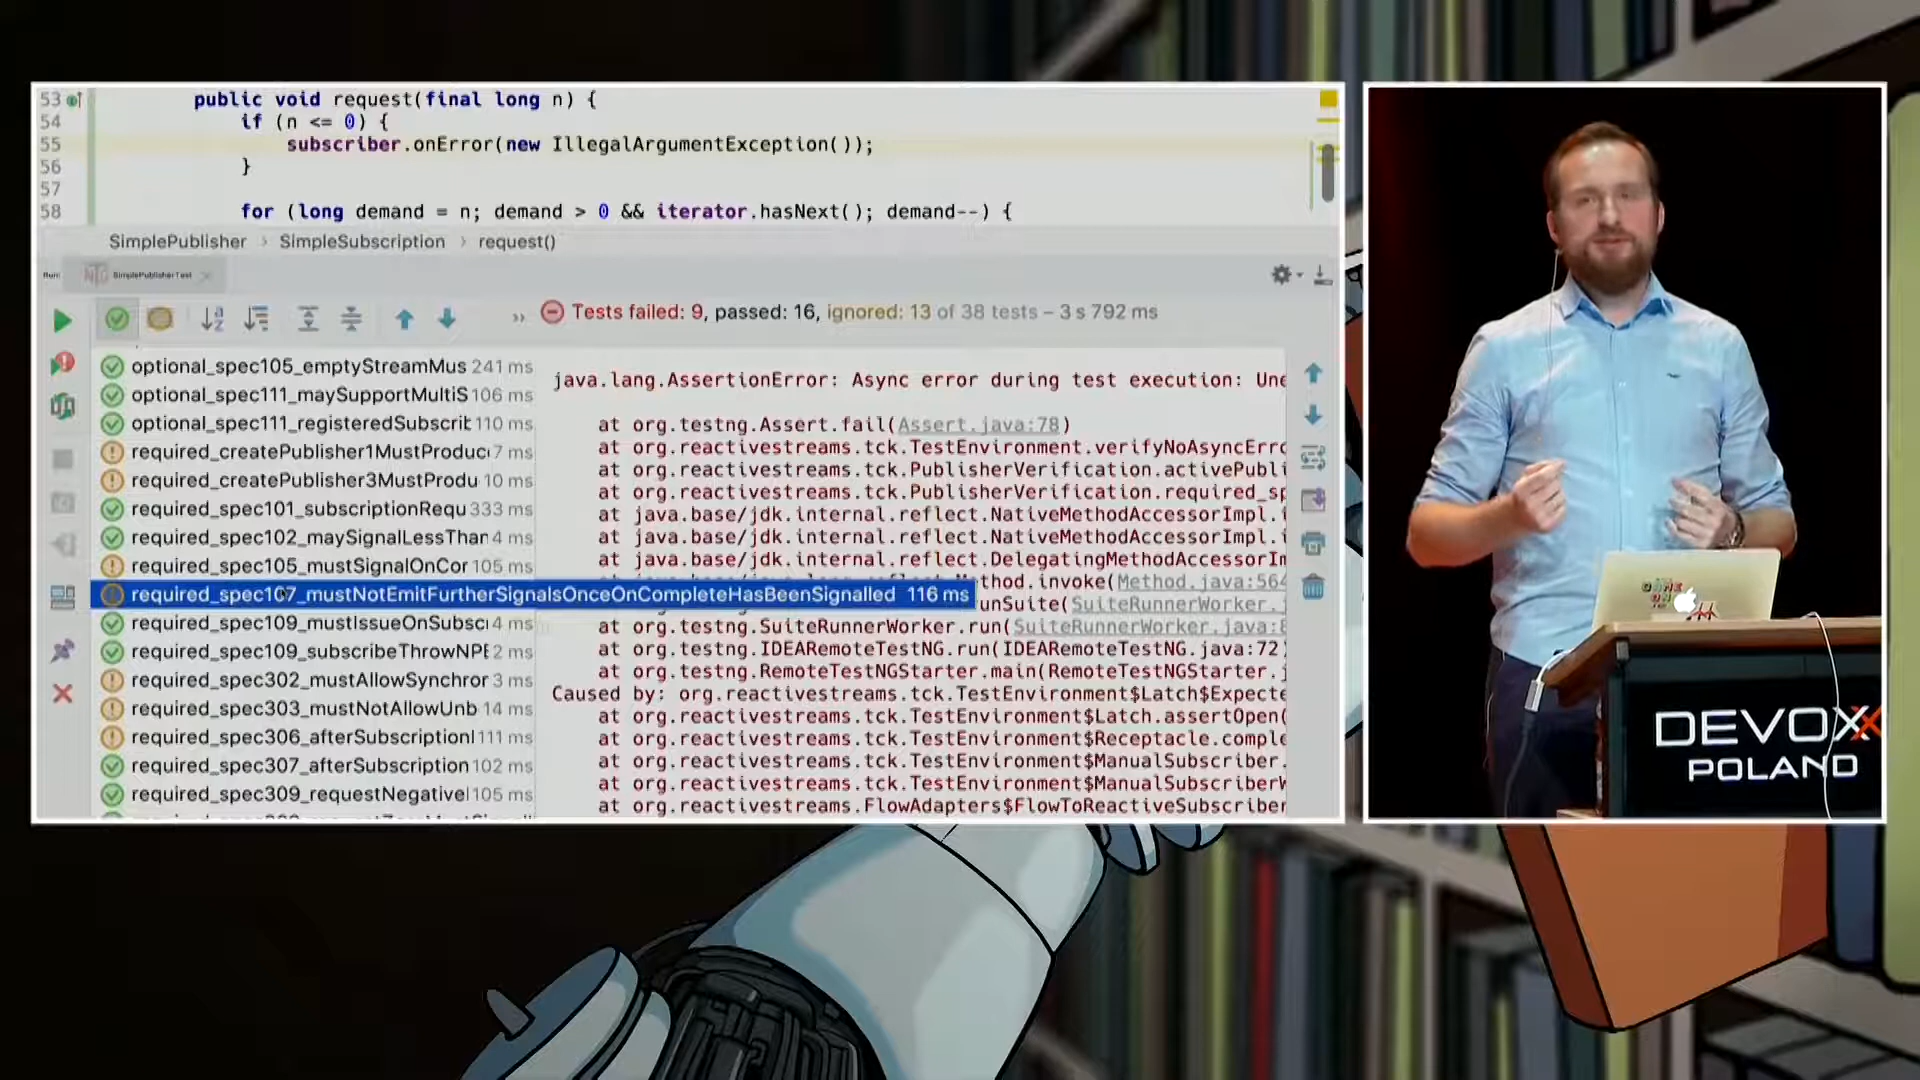 53 public void request(final long n) {
54 if (n <= 0) {
55 subscriber.onError(new IllegalArgumentException());
56 }
57
58 for (long demand = n; demand > 0 && iterator.hasNext(); demand--) {
SimplePublisher › SimpleSubscription › request()
Run: SimplePublisherTest
» Tests failed: 9, passed: 16, ignored: 13 of 38 tests – 3 s 792 ms
optional_spec105_emptyStreamMus 241 ms
optional_spec111_maySupportMultiS 106 ms
optional_spec111_registeredSubscrib 110 ms
required_createPublisher1MustProduc 7 ms
required_createPublisher3MustProdu 10 ms
required_spec101_subscriptionRequ 333 ms
required_spec102_maySignalLessThan 4 ms
required_spec105_mustSignalOnCor 105 ms
required_spec107_mustNotEmitFurtherSignalsOnceOnCompleteHasBeenSignalled 116 ms
required_spec109_mustIssueOnSubsc 4 ms
required_spec109_subscribeThrowNPE 2 ms
required_spec302_mustAllowSynchror 3 ms
required_spec303_mustNotAllowUnb 14 ms
required_spec306_afterSubscription 111 ms
required_spec307_afterSubscription 102 ms
required_spec309_requestNegative 105 ms
java.lang.AssertionError: Async error during test execution: Une
at org.testng.Assert.fail(Assert.java:78)
at org.reactivestreams.tck.TestEnvironment.verifyNoAsyncErro
at org.reactivestreams.tck.PublisherVerification.activePubli
at org.reactivestreams.tck.PublisherVerification.required_sp
at java.base/jdk.internal.reflect.NativeMethodAccessorImpl.i
at java.base/jdk.internal.reflect.NativeMethodAccessorImpl.i
at java.base/jdk.internal.reflect.DelegatingMethodAccessorIm
thod.invoke(Method.java:564
unSuite(SuiteRunnerWorker.j
at org.testng.SuiteRunnerWorker.run(SuiteRunnerWorker.java:8
at org.testng.IDEARemoteTestNG.run(IDEARemoteTestNG.java:72)
at org.testng.RemoteTestNGStarter.main(RemoteTestNGStarter.j
Caused by: org.reactivestreams.tck.TestEnvironment$Latch$Expecte
at org.reactivestreams.tck.TestEnvironment$Latch.assertOpen(
at org.reactivestreams.tck.TestEnvironment$Receptacle.comple
at org.reactivestreams.tck.TestEnvironment$ManualSubscriber.
at org.reactivestreams.tck.TestEnvironment$ManualSubscriberW
at org.reactivestreams.FlowAdapters$FlowToReactiveSubscriber
DEVOXX
POLAND